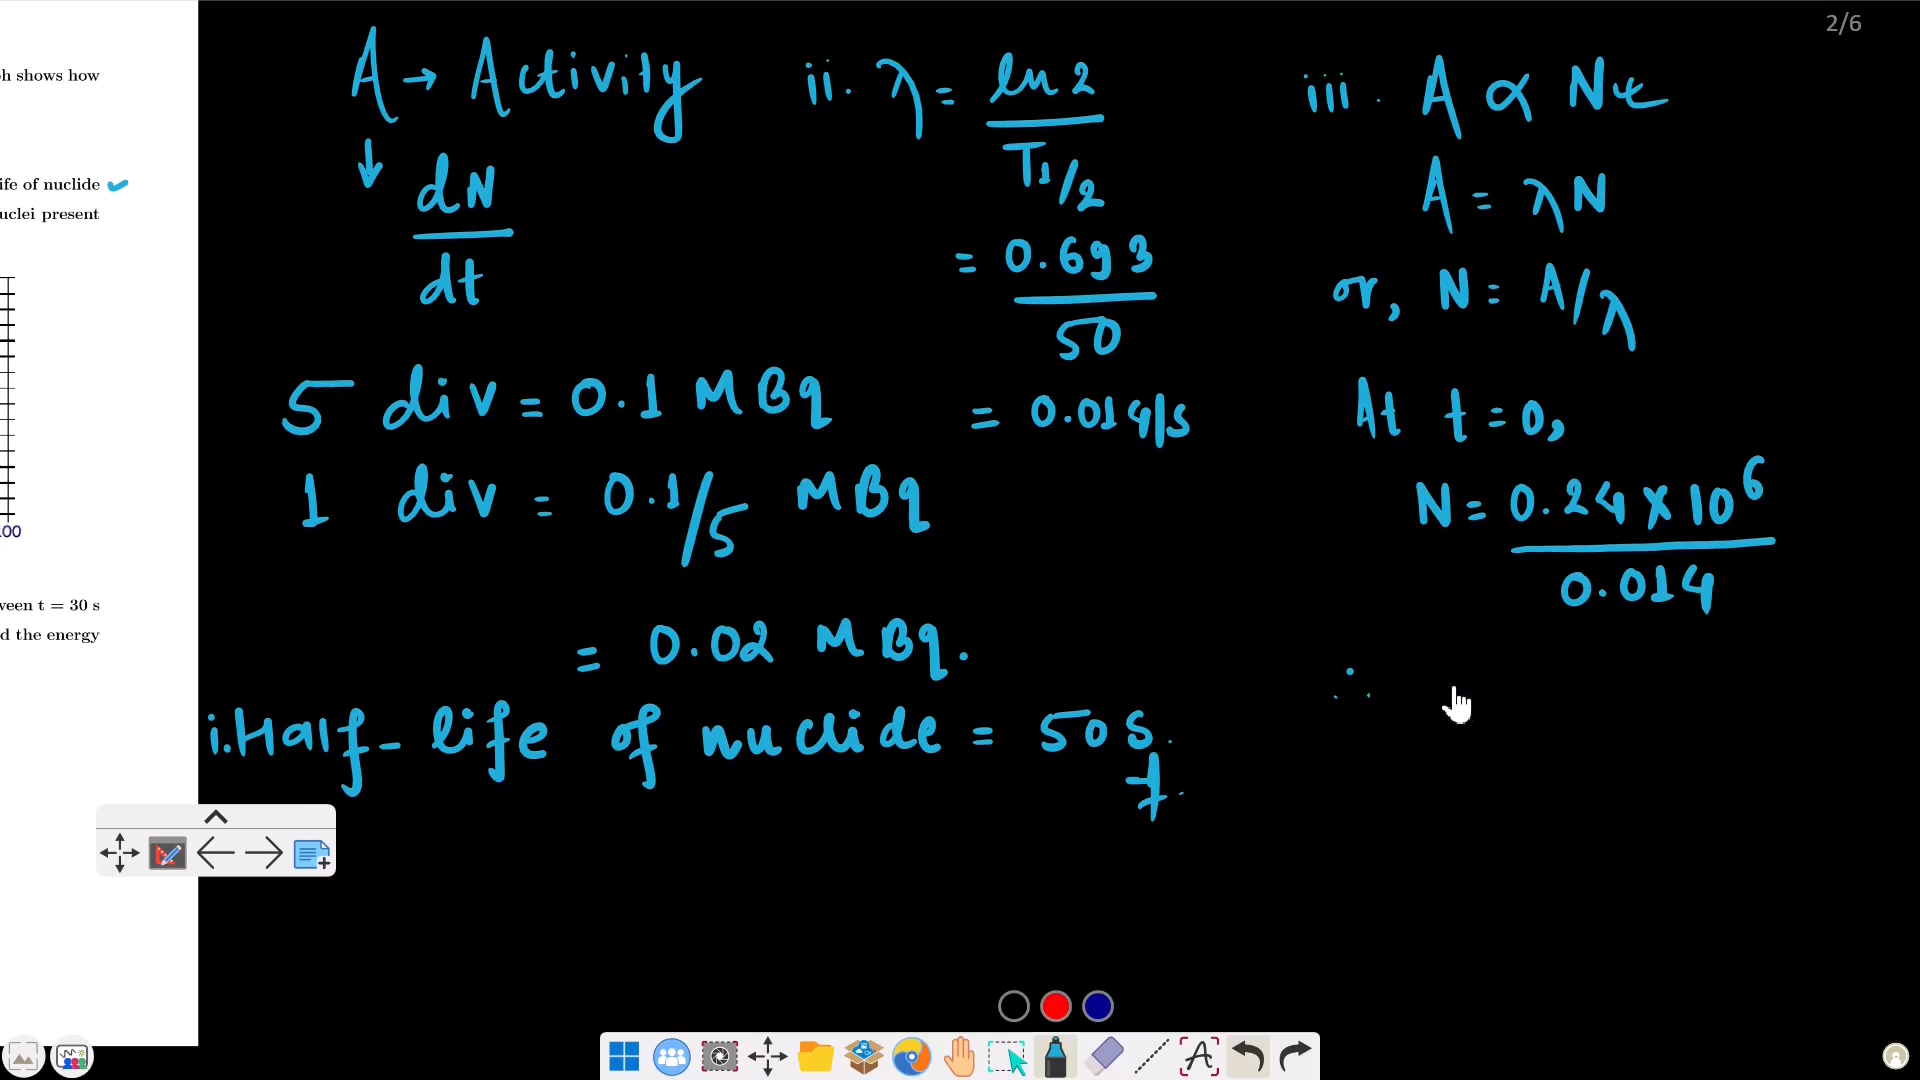 2/6
ph shows how
ife of nuclide
uclei present
100
ween t = 30 s
d the energy
A → Activity
↓
dN
dt
5 div = 0.1 MBq
1 div = 0.1/5 MBq
= 0.02 MBq.
i. Half-life of nuclide = 50 s.
ii. λ = ln 2
T1/2
= 0.693
50
= 0.014/s
iii. A ∝ N
A = λN
or, N = A/λ
At t = 0,
N = 0.24 × 10^6
0.014
∴